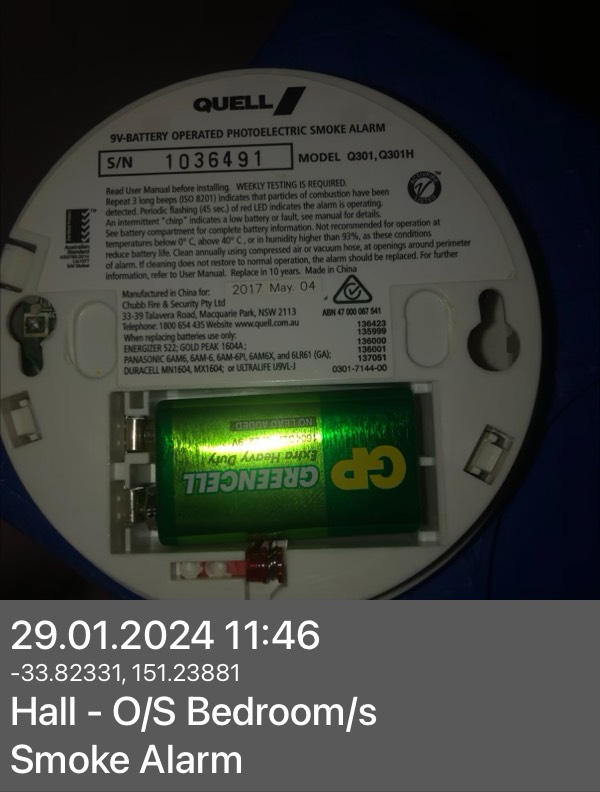 QUELL
9V-BATTERY OPERATED PHOTOELECTRIC SMOKE ALARM
S/N 1036491 MODEL Q301,Q301H
Read User Manual before installing. WEEKLY TESTING IS REQUIRED.
Repeat 3 long beeps (ISO 8201) indicates that particles of combustion have been
detected. Periodic flashing (45 sec.) of red LED indicates the alarm is operating.
An intermittent "chirp" indicates a low battery or fault, see manual for details.
See battery compartment for complete battery information. Not recommended for operation at
temperatures below 0° C, above 40° C, or in humidity higher than 93%, as these conditions
reduce battery life. Clean annually using compressed air or vacuum hose, at openings around perimeter
of alarm. If cleaning does not restore to normal operation, the alarm should be replaced. For further
information, refer to User Manual. Replace in 10 years. Made in China
Australian
Standard
Manufactured in China for: 2017 May. 04
Chubb Fire & Security Pty Ltd
33-39 Talavera Road, Macquarie Park, NSW 2113
Telephone: 1800 654 435 Website www.quell.com.au
When replacing batteries use only:
ENERGIZER 522; GOLD PEAK 1604A;
PANASONIC 6AM6, 6AM-6, 6AM-6PI, 6AM6X, and 6LR61 (GA);
DURACELL MN1604, MX1604; or ULTRALIFE U9VL-J
ABN 47 000 067 541
136423
135999
136000
136001
137051
0301-7144-00
NO LEAD ADDED
9V
Extra Heavy Duty
GREENCELL
GP
29.01.2024 11:46
-33.82331, 151.23881
Hall - O/S Bedroom/s
Smoke Alarm